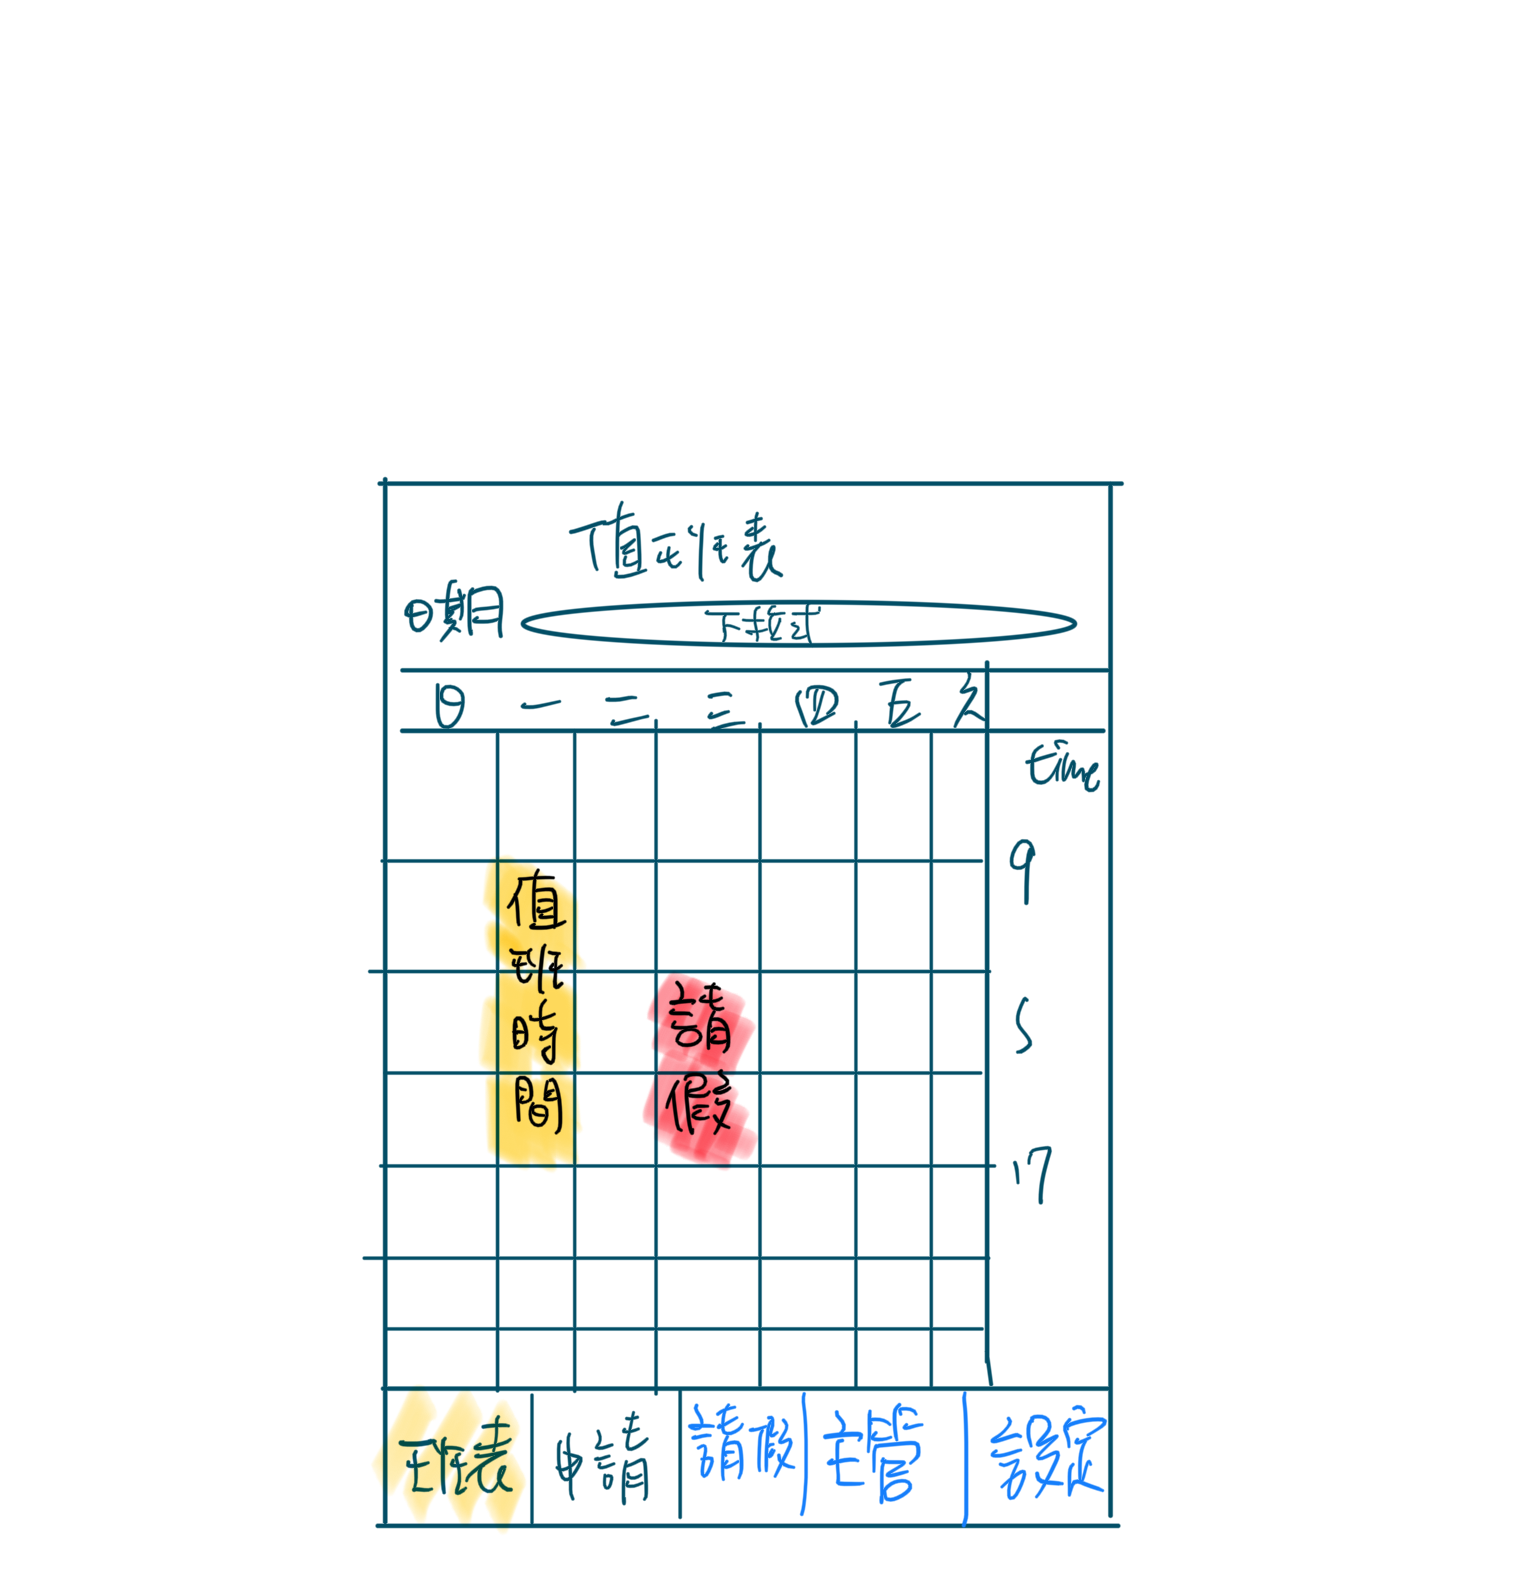 值班表
日期 下拉式
日 一 二 三 四 五 六
time
9
值
班
時
間
請
假
17
班表 申請 請假 主管 設定